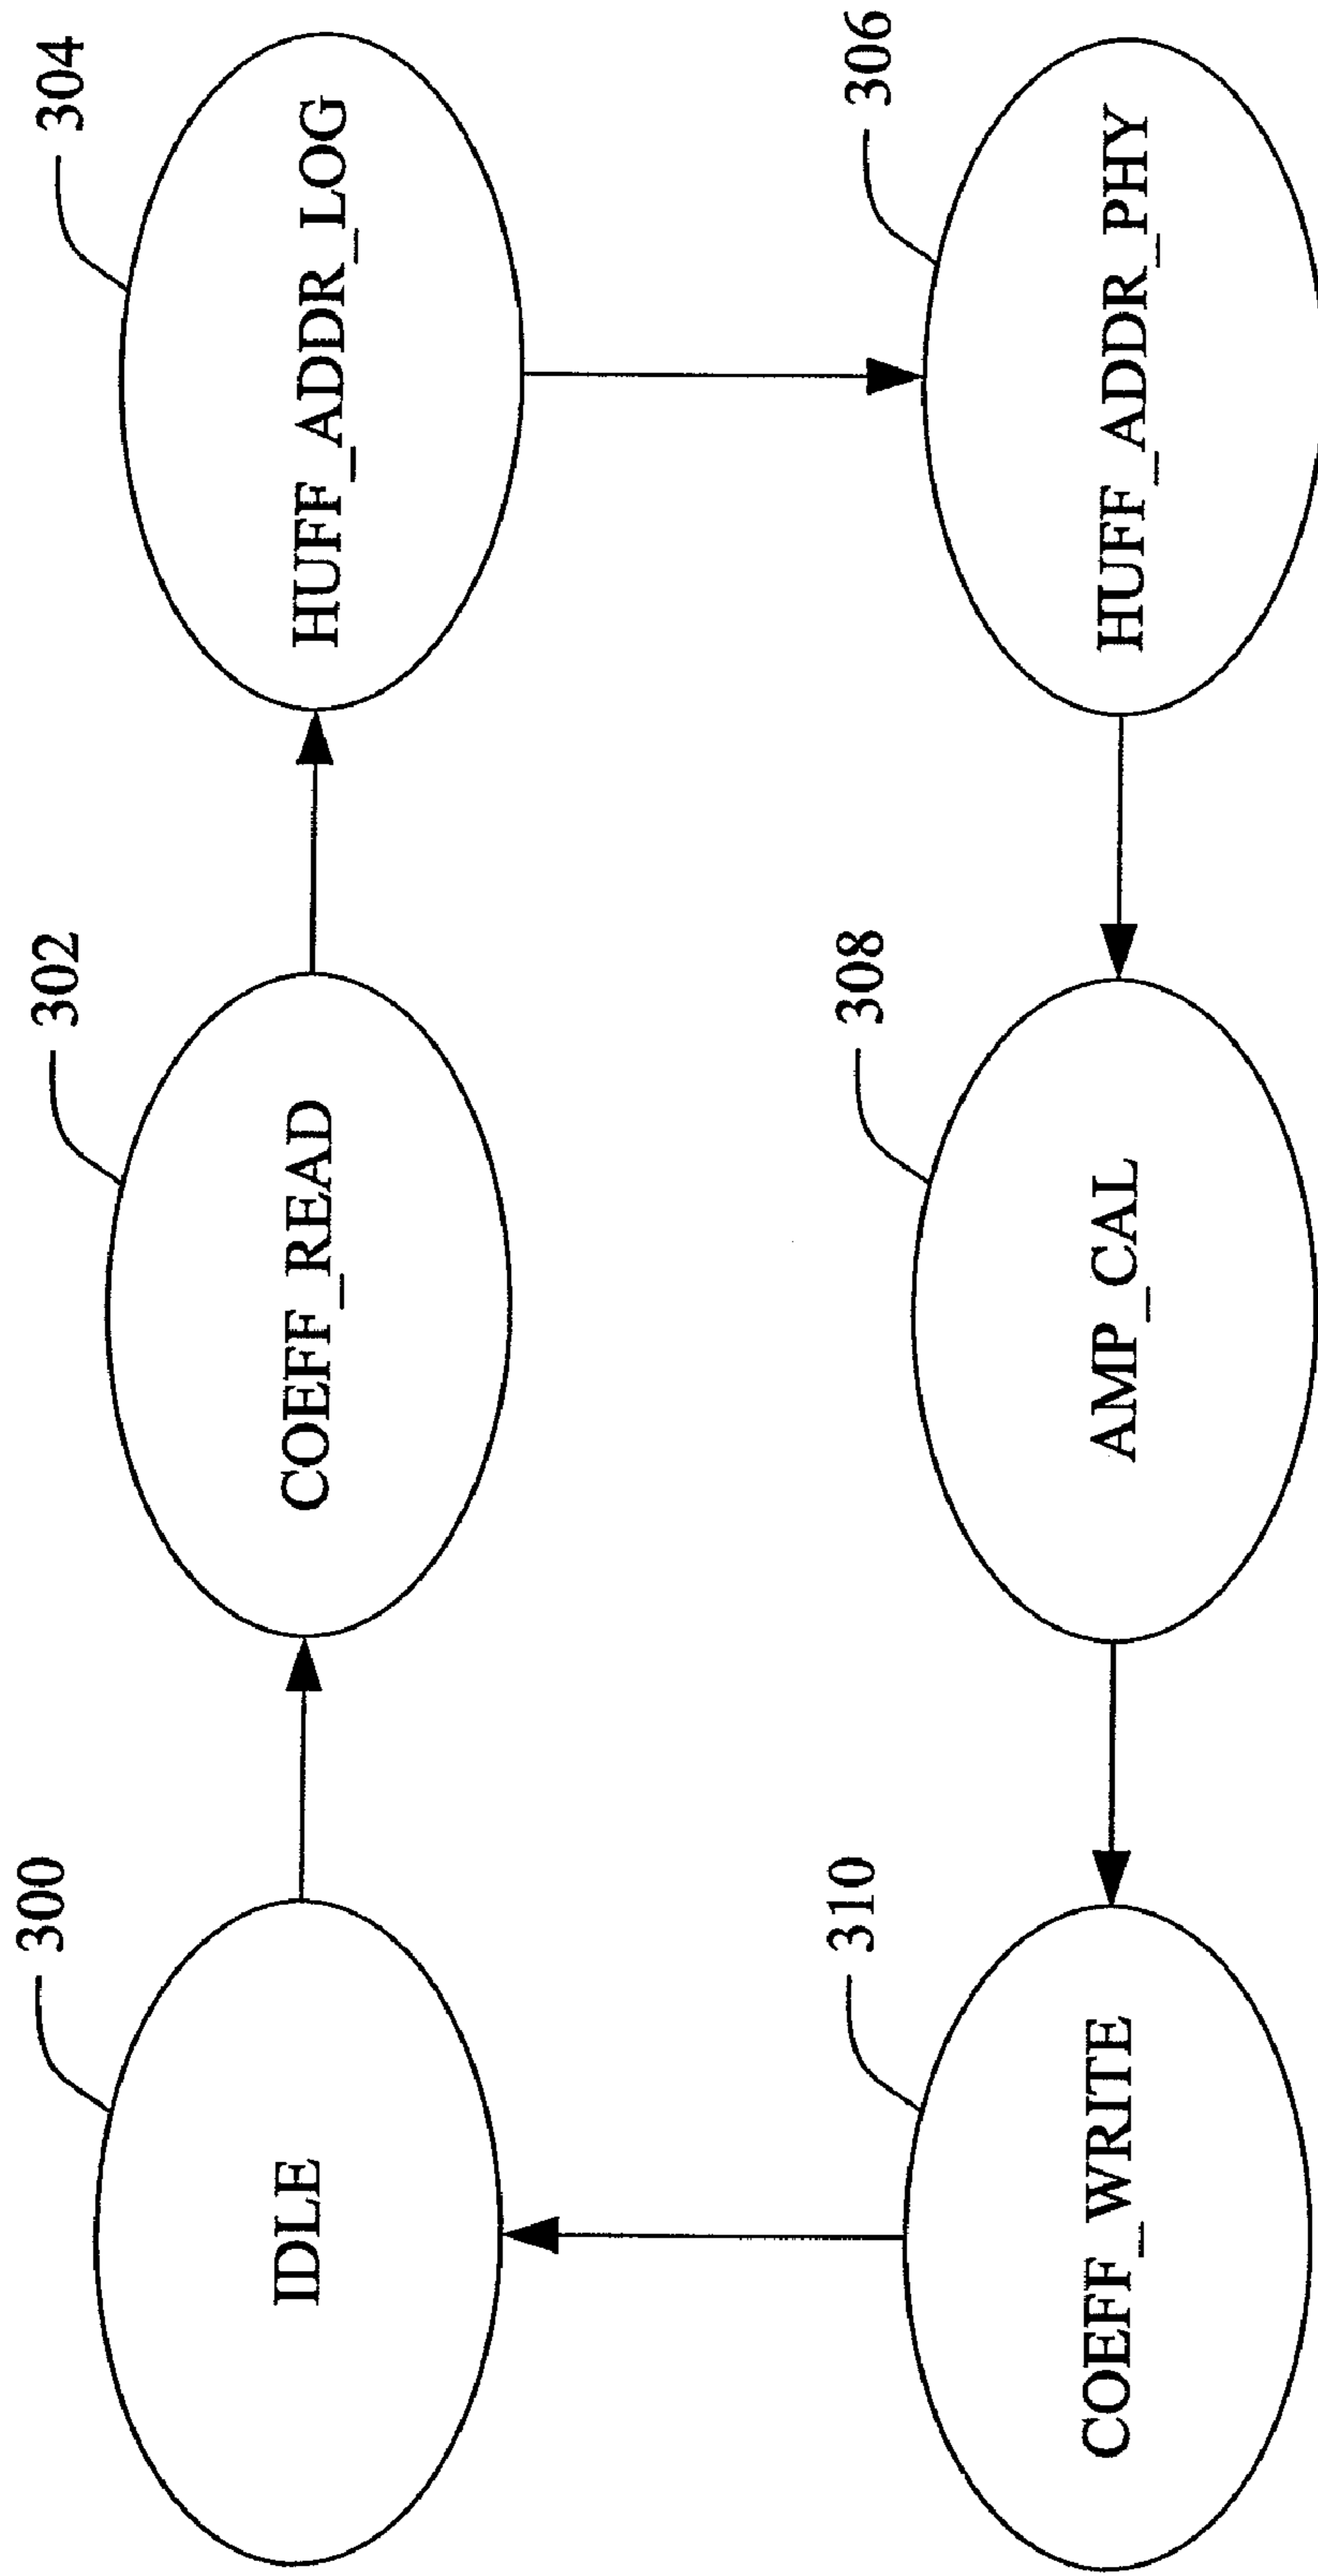 300
IDLE
302
COEFF_READ
304
HUFF_ADDR_LOG
306
HUFF_ADDR_PHY
308
AMP_CAL
310
COEFF_WRITE